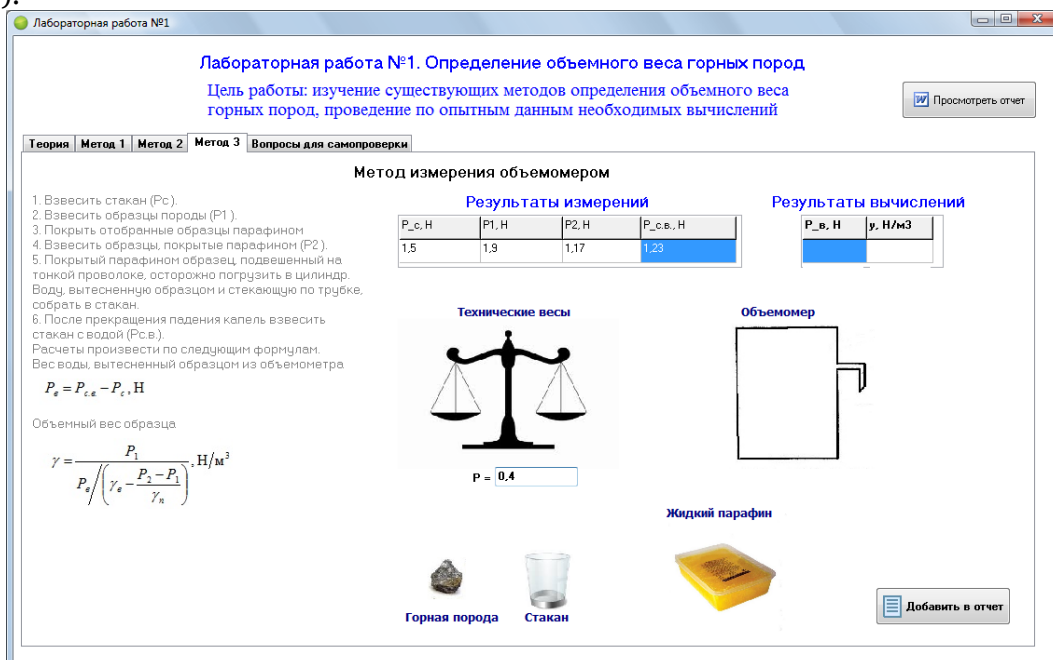 ).
Лабораторная работа №1
Лабораторная работа №1. Определение объемного веса горных пород
Цель работы: изучение существующих методов определения объемного веса
горных пород, проведение по опытным данным необходимых вычислений
Просмотреть отчет
Теория Метод 1 Метод 2 Метод 3 Вопросы для самопроверки
Метод измерения объемомером
1. Взвесить стакан (Рс).
2. Взвесить образцы породы (Р1 ).
3. Покрыть отобранные образцы парафином
4. Взвесить образцы, покрытые парафином (Р2 ).
5. Покрытый парафином образец, подвешенный на
тонкой проволоке, осторожно погрузить в цилиндр.
Воду, вытесненную образцом и стекающую по трубке,
собрать в стакан.
6. После прекращения падения капель взвесить
стакан с водой (Рс.в.).
Расчеты произвести по следующим формулам.
Вес воды, вытесненный образцом из объемометра
P_в = P_с.в. − P_с , Н
Объемный вес образца
γ = P_1 / (P_в / (γ_в − (P_2 − P_1) / γ_п)) , Н/м³
Результаты измерений
P_с, Н P1, Н P2, Н P_с.в., Н
1,5 1,9 1,17 1,23
Результаты вычислений
P_в, Н y, Н/м3
Технические весы
P = 0,4
Объемомер
Жидкий парафин
Горная порода
Стакан
Добавить в отчет